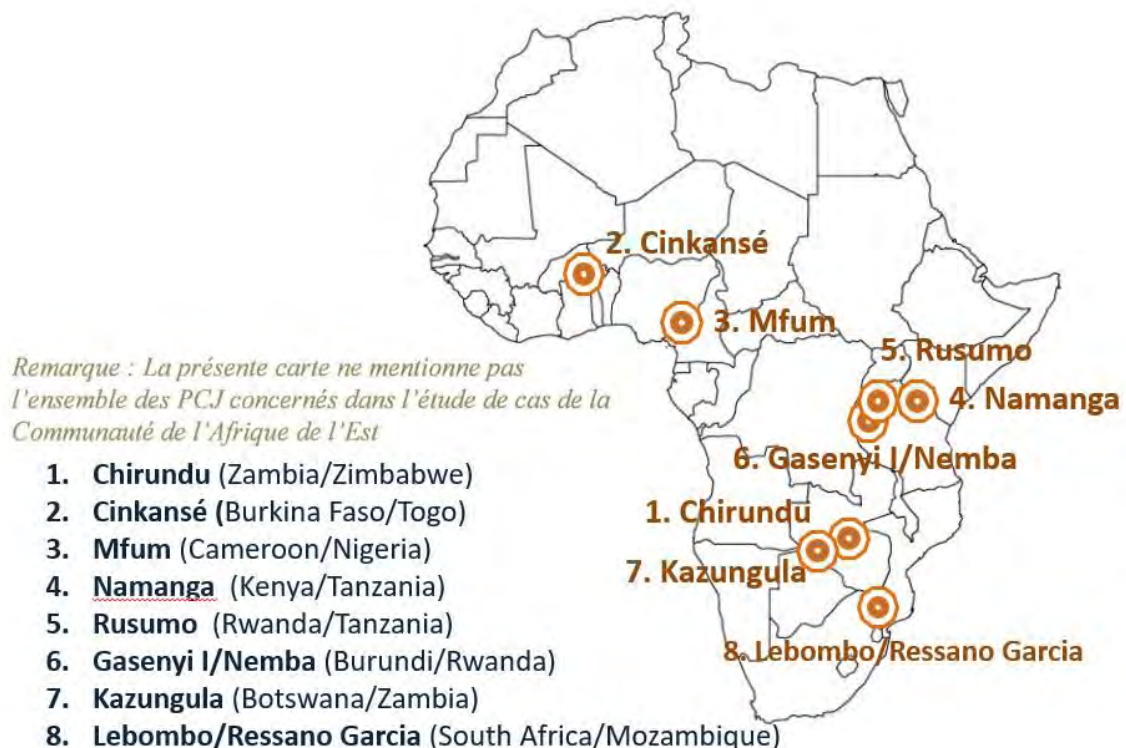 2. Cinkansé
3. Mfum
5. Rusumo
4. Namanga
6. Gasenyi I/Nemba
1. Chirundu
7. Kazungula
8. Lebombo/Ressano Garcia
Remarque : La présente carte ne mentionne pas
l'ensemble des PCJ concernés dans l'étude de cas de la
Communauté de l'Afrique de l'Est
1. Chirundu (Zambia/Zimbabwe)
2. Cinkansé (Burkina Faso/Togo)
3. Mfum (Cameroon/Nigeria)
4. Namanga (Kenya/Tanzania)
5. Rusumo (Rwanda/Tanzania)
6. Gasenyi I/Nemba (Burundi/Rwanda)
7. Kazungula (Botswana/Zambia)
8. Lebombo/Ressano Garcia (South Africa/Mozambique)